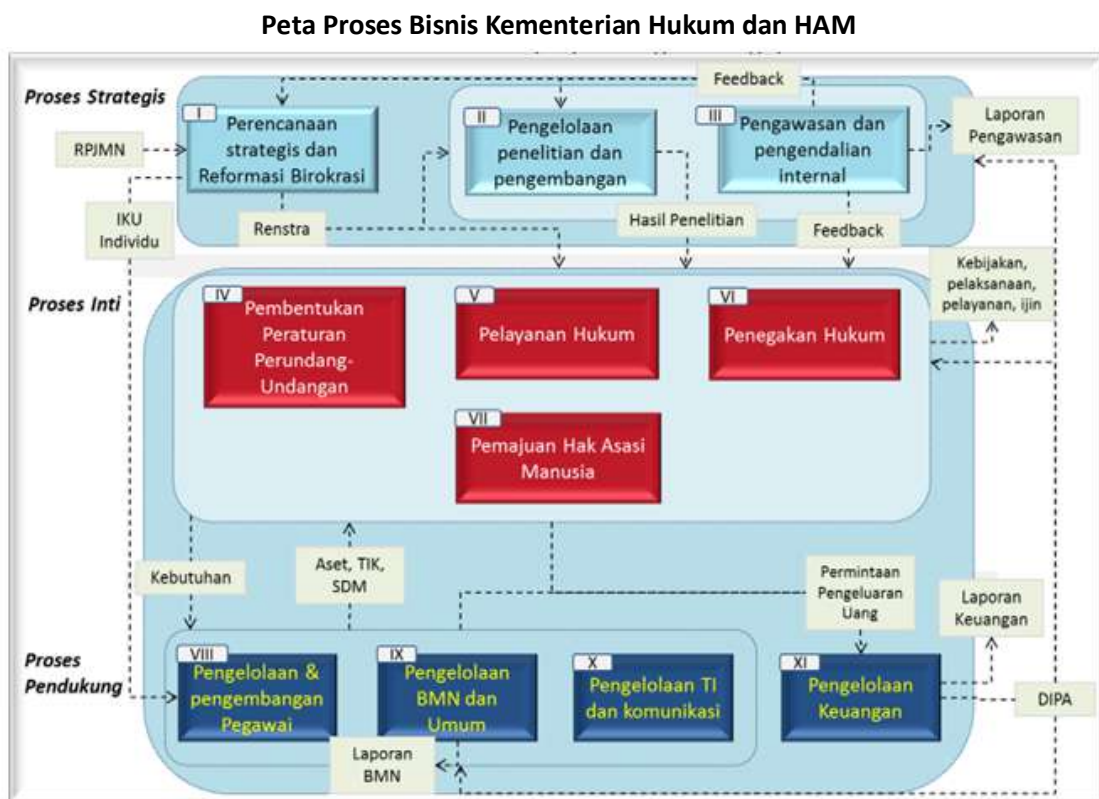 Peta Proses Bisnis Kementerian Hukum dan HAM
Proses Strategis
Feedback
I
Perencanaan
strategis dan
Reformasi Birokrasi
II
Pengelolaan
penelitian dan
pengembangan
III
Pengawasan dan
pengendalian
internal
Laporan
Pengawasan
RPJMN
IKU
Individu
Renstra
Hasil Penelitian
Feedback
Proses Inti
Kebijakan,
pelaksanaan,
pelayanan, ijin
IV
Pembentukan
Peraturan
Perundang-
Undangan
V
Pelayanan Hukum
VI
Penegakan Hukum
VII
Pemajuan Hak Asasi
Manusia
Kebutuhan
Aset, TIK,
SDM
Permintaan
Pengeluaran
Uang
Laporan
Keuangan
Proses
Pendukung
VIII
Pengelolaan &
pengembangan
Pegawai
IX
Pengelolaan
BMN dan
Umum
X
Pengelolaan TI
dan komunikasi
XI
Pengelolaan
Keuangan
DIPA
Laporan
BMN